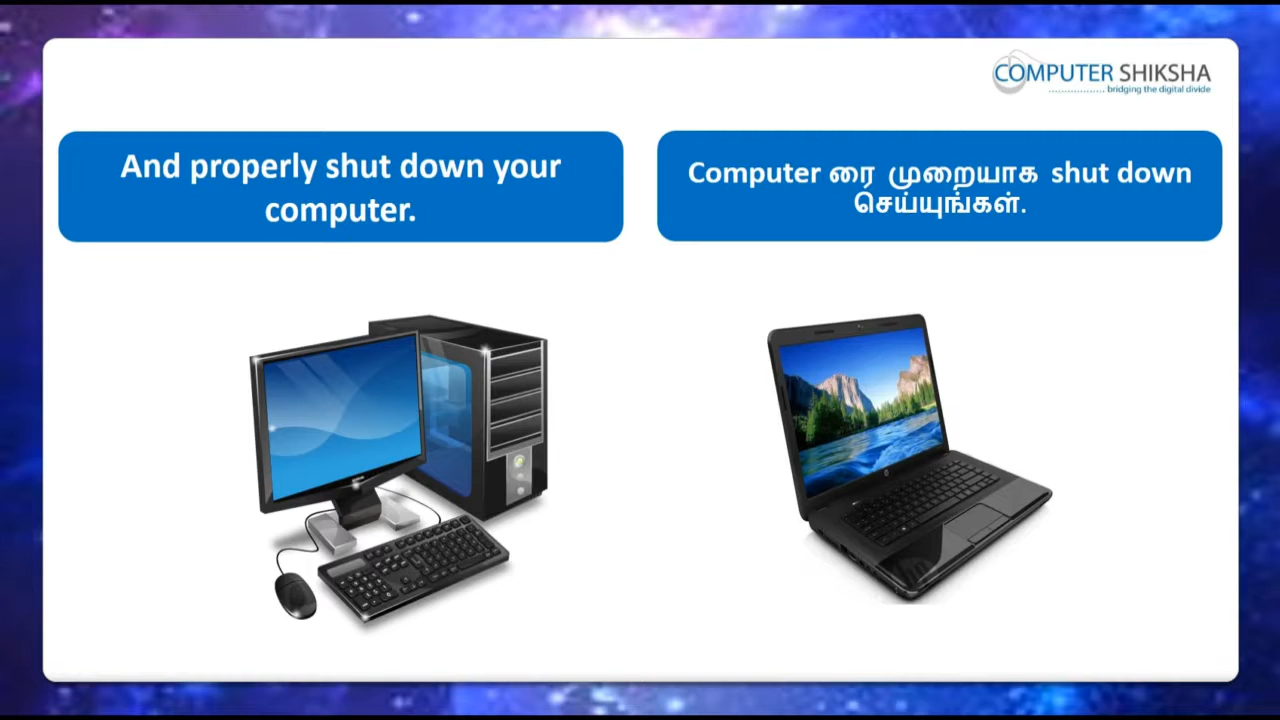 COMPUTER SHIKSHA
bridging the digital divide
And properly shut down your
computer.
Computer ரை முறையாக shut down
செய்யுங்கள்.